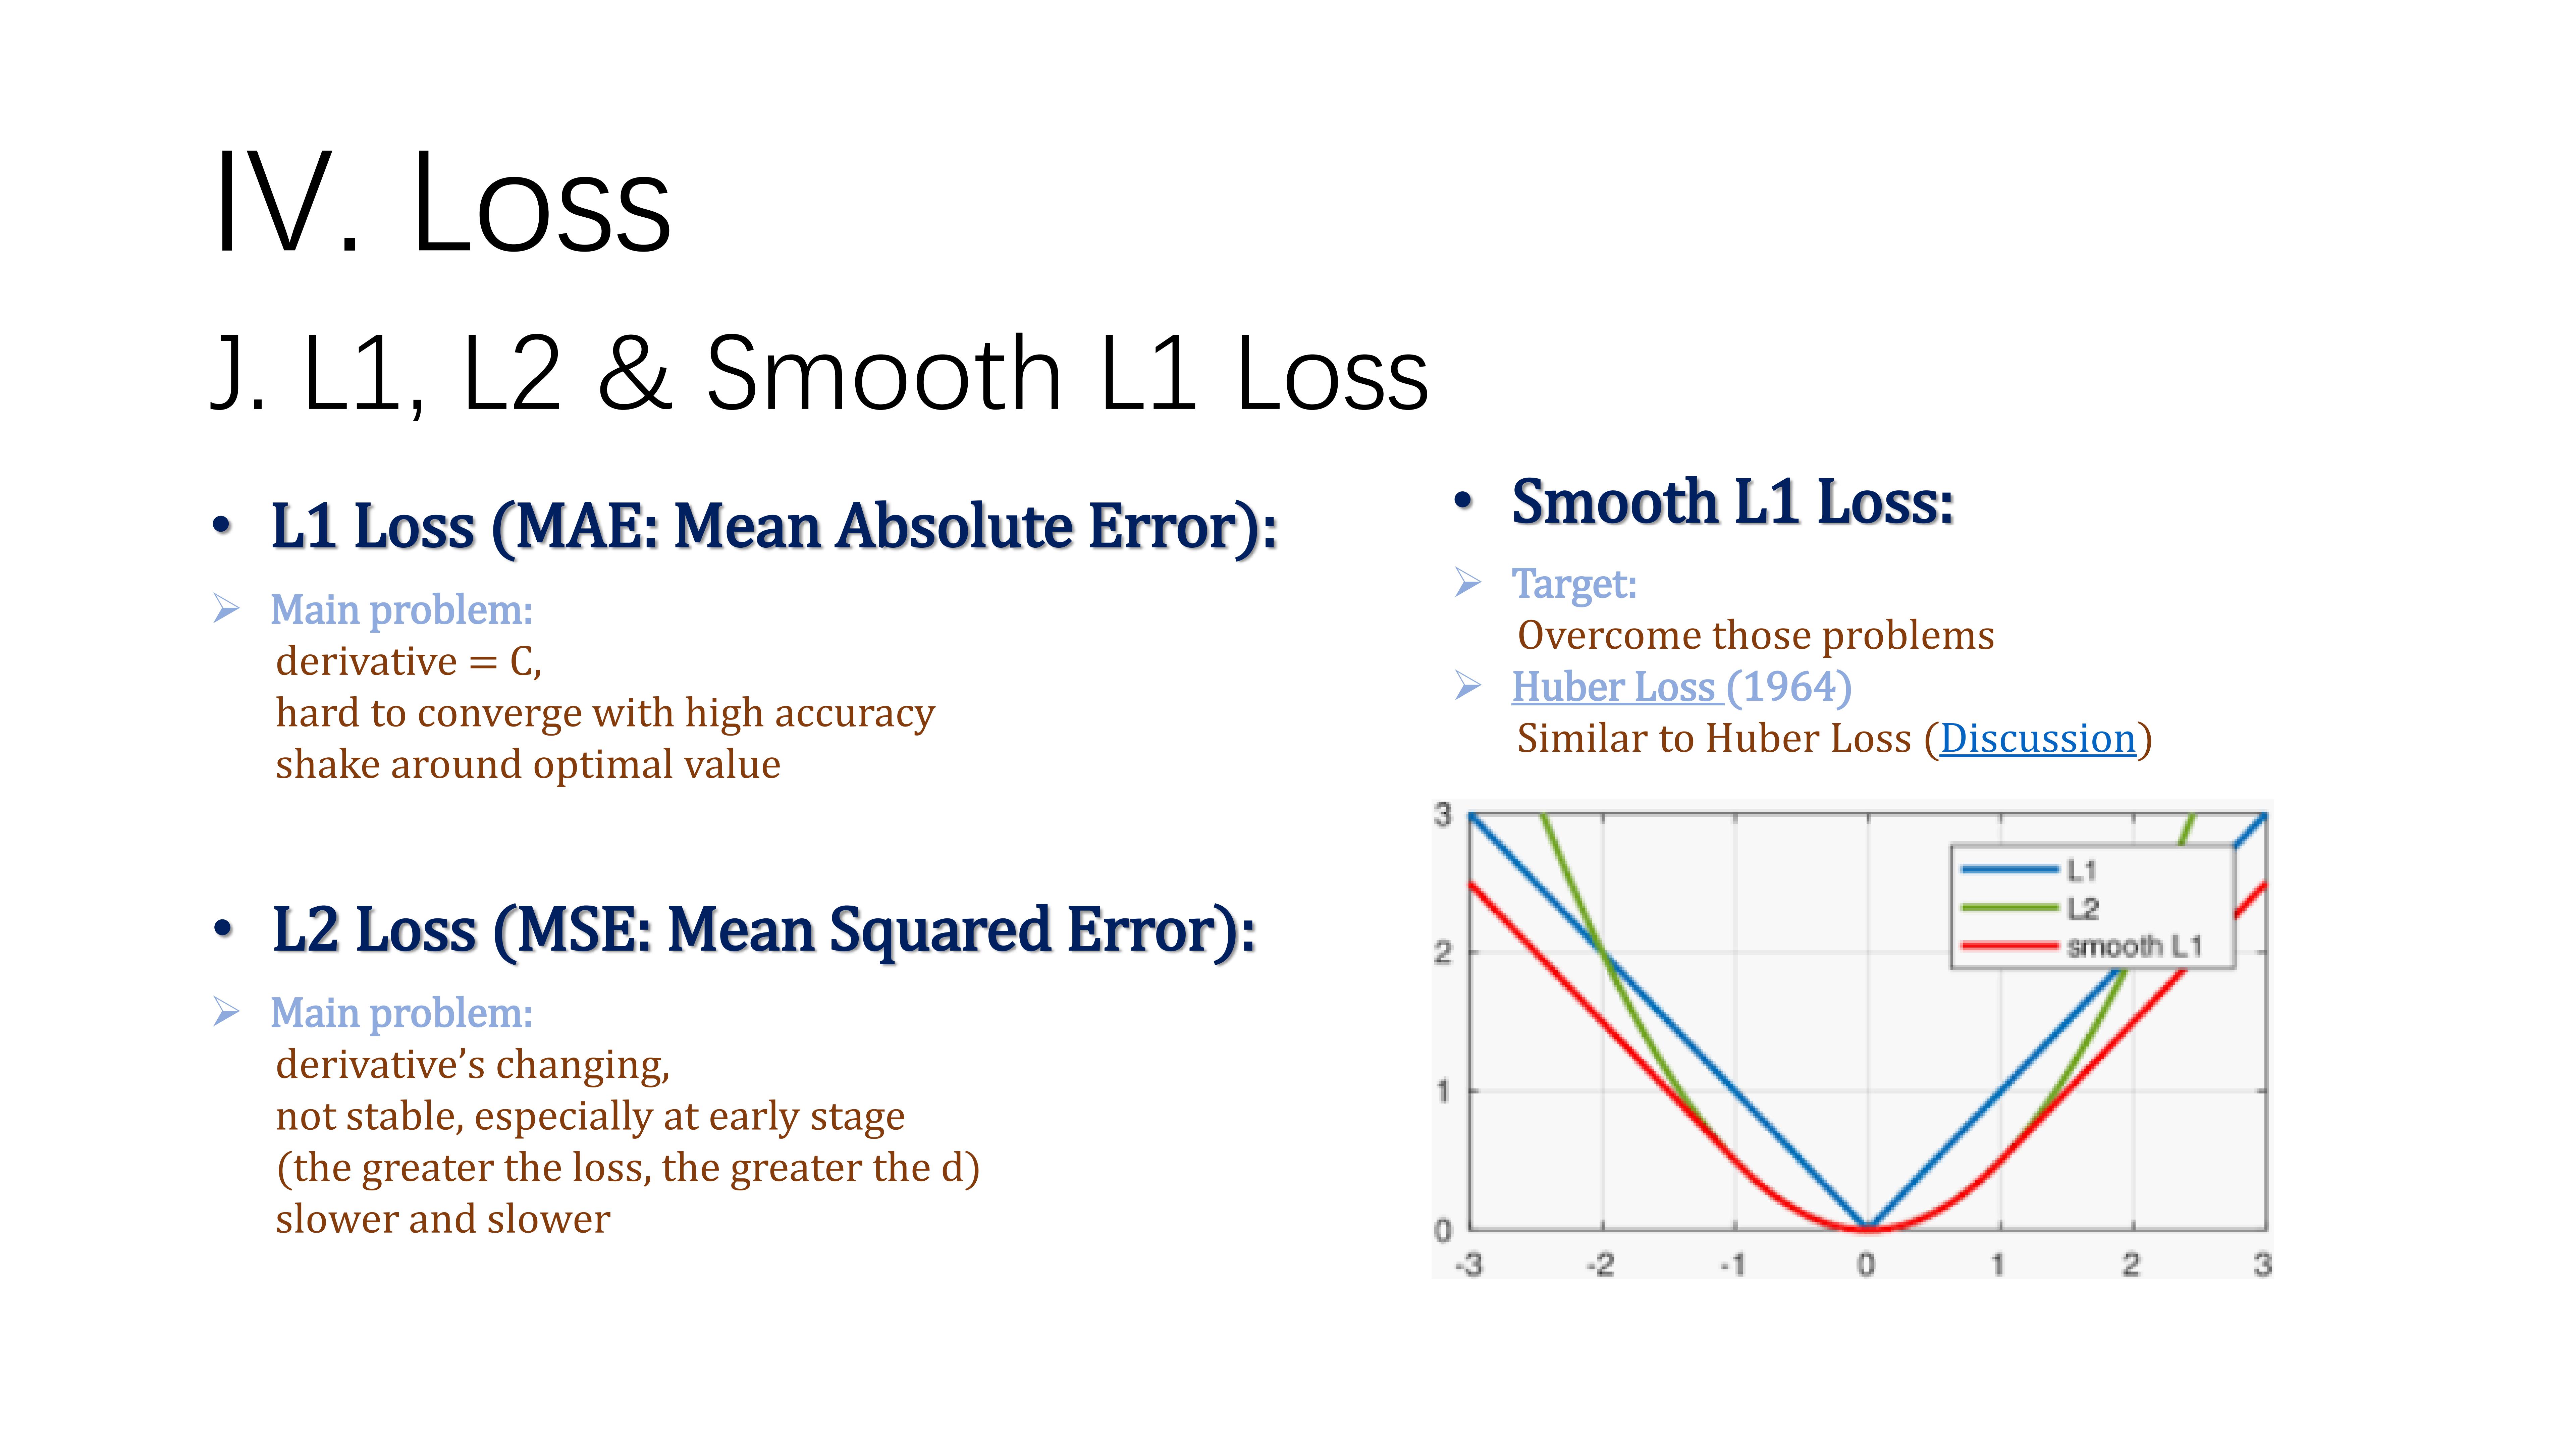 IV. Loss
J. L1, L2 & Smooth L1 Loss
• L1 Loss (MAE: Mean Absolute Error):
➢ Main problem:
derivative = C,
hard to converge with high accuracy
shake around optimal value
• L2 Loss (MSE: Mean Squared Error):
➢ Main problem:
derivative’s changing,
not stable, especially at early stage
(the greater the loss, the greater the d)
slower and slower
• Smooth L1 Loss:
➢ Target:
Overcome those problems
➢ Huber Loss (1964)
Similar to Huber Loss (Discussion)
3
2
1
0
L1
L2
smooth L1
-3 -2 -1 0 1 2 3